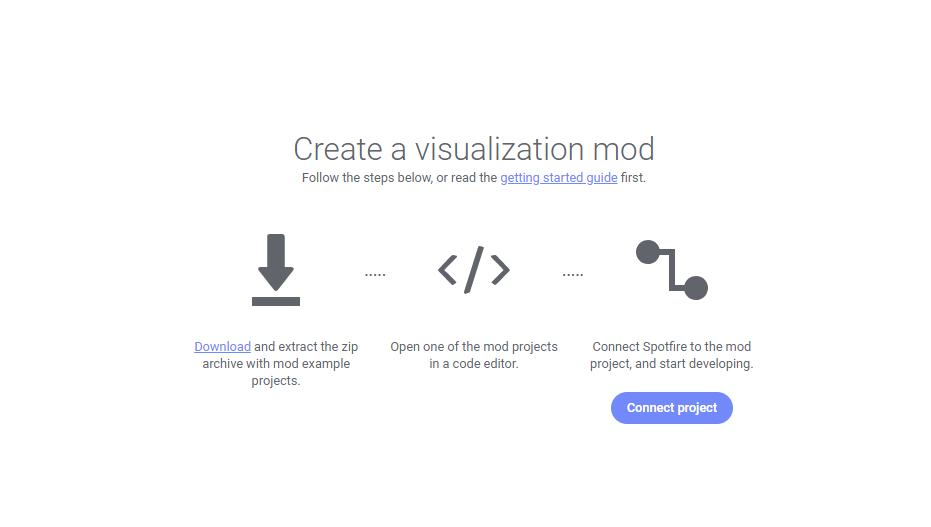 Create a visualization mod
Follow the steps below, or read the getting started guide first.
Download and extract the zip
archive with mod example
projects.
Open one of the mod projects
in a code editor.
Connect Spotfire to the mod
project, and start developing.
Connect project